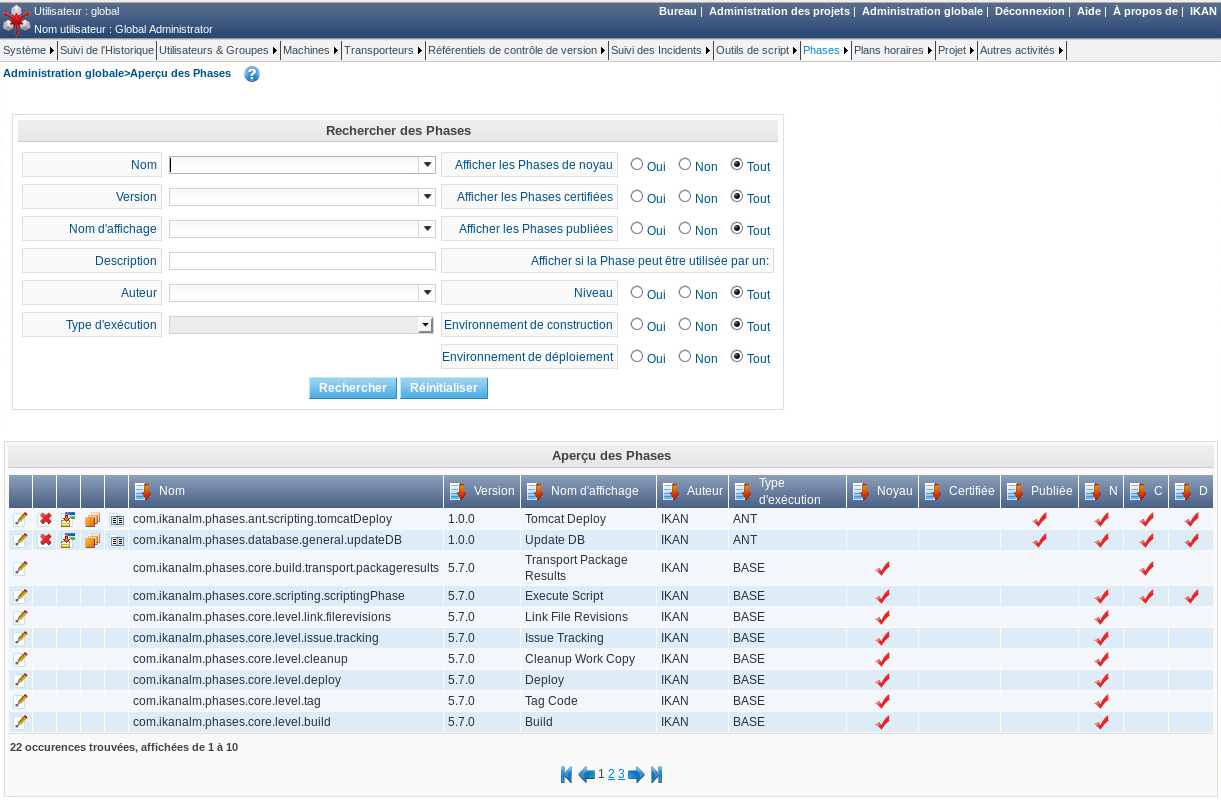 Utilisateur : global
Bureau | Administration des projets | Administration globale | Déconnexion | Aide | À propos de | IKAN
Nom utilisateur : Global Administrator
Système Suivi de l'Historique Utilisateurs & Groupes Machines Transporteurs Référentiels de contrôle de version Suivi des Incidents Outils de script Phases Plans horaires Projet Autres activités
Administration globale>Aperçu des Phases ?
Rechercher des Phases
Nom Afficher les Phases de noyau Oui Non Tout
Version Afficher les Phases certifiées Oui Non Tout
Nom d'affichage Afficher les Phases publiées Oui Non Tout
Description Afficher si la Phase peut être utilisée par un:
Auteur Niveau Oui Non Tout
Type d'exécution Environnement de construction Oui Non Tout
Environnement de déploiement Oui Non Tout
Rechercher Réinitialiser
Aperçu des Phases
Nom Version Nom d'affichage Auteur Type d'exécution Noyau Certifiée Publiée N C D
com.ikanalm.phases.ant.scripting.tomcatDeploy 1.0.0 Tomcat Deploy IKAN ANT
com.ikanalm.phases.database.general.updateDB 1.0.0 Update DB IKAN ANT
com.ikanalm.phases.core.build.transport.packageresults 5.7.0 Transport Package Results IKAN BASE
com.ikanalm.phases.core.scripting.scriptingPhase 5.7.0 Execute Script IKAN BASE
com.ikanalm.phases.core.level.link.filerevisions 5.7.0 Link File Revisions IKAN BASE
com.ikanalm.phases.core.level.issue.tracking 5.7.0 Issue Tracking IKAN BASE
com.ikanalm.phases.core.level.cleanup 5.7.0 Cleanup Work Copy IKAN BASE
com.ikanalm.phases.core.level.deploy 5.7.0 Deploy IKAN BASE
com.ikanalm.phases.core.level.tag 5.7.0 Tag Code IKAN BASE
com.ikanalm.phases.core.level.build 5.7.0 Build IKAN BASE
22 occurences trouvées, affichées de 1 à 10
1 2 3